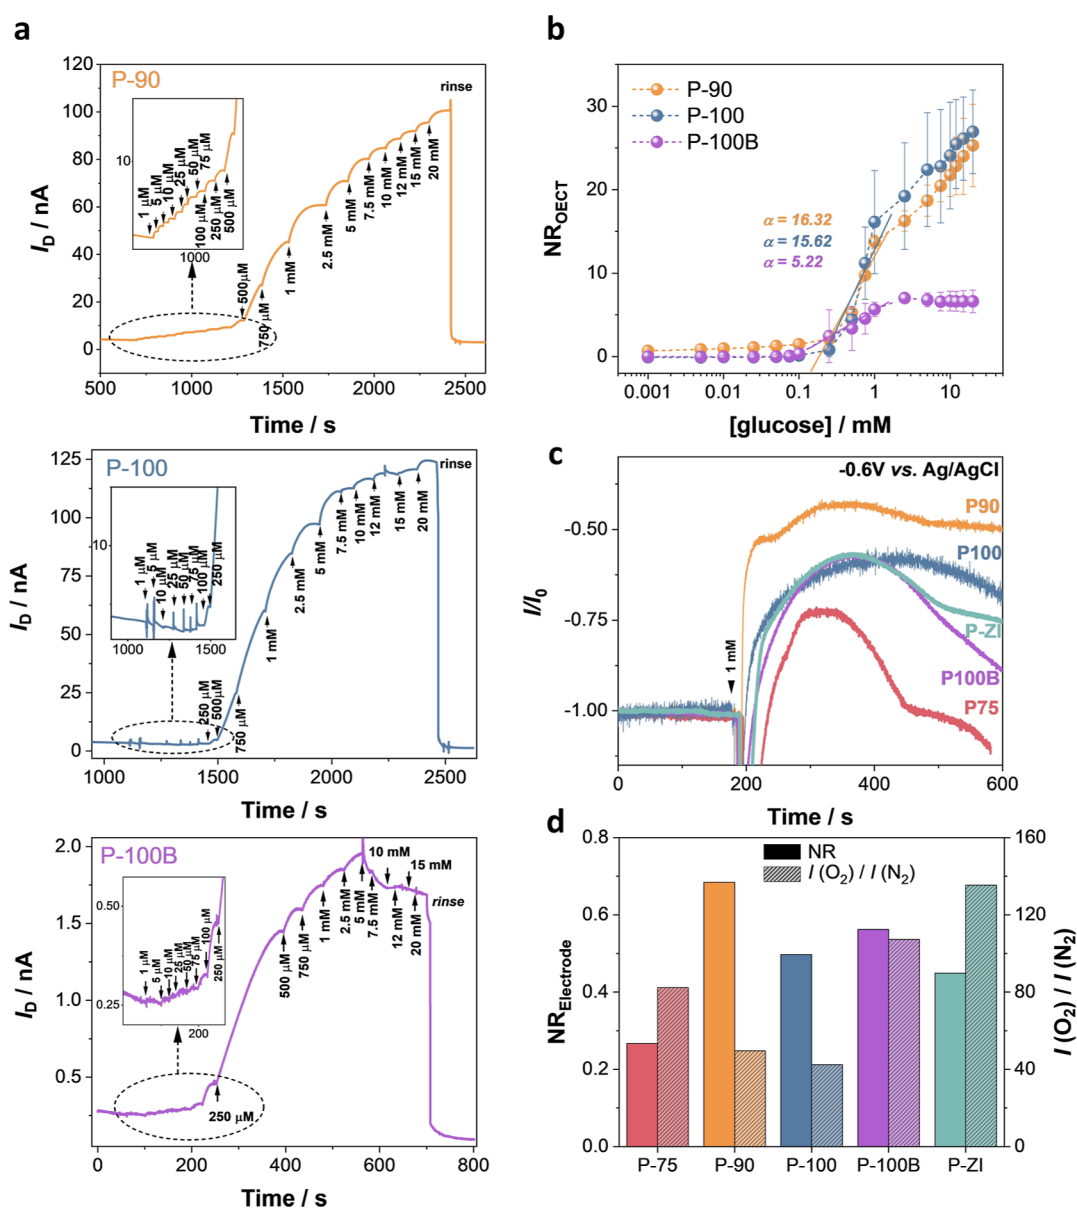 a
P-90
120
100
80
60
40
20
0
I_D / nA
500
1000
1500
2000
2500
Time / s
10
1000
1 µM
5 µM
10 µM
25 µM
50 µM
75 µM
100 µM
250 µM
500 µM
500µM
750 µM
1 mM
2.5 mM
5 mM
7.5 mM
10 mM
12 mM
15 mM
20 mM
rinse
P-100
125
100
75
50
25
0
I_D / nA
1000
1500
2000
2500
Time / s
10
1000
1500
1 µM
5 µM
10 µM
25 µM
50 µM
75 µM
100 µM
250 µM
250 µM
500µM
750 µM
1 mM
2.5 mM
5 mM
7.5 mM
10 mM
12 mM
15 mM
20 mM
rinse
P-100B
2.0
1.5
1.0
0.5
I_D / nA
0
200
400
600
800
Time / s
0.50
0.25
200
1 µM
5 µM
10 µM
25 µM
50 µM
75 µM
100 µM
250 µM
250 µM
500 µM
750 µM
1 mM
2.5 mM
5 mM
7.5 mM
10 mM
12 mM
15 mM
20 mM
rinse
b
P-90
P-100
P-100B
α = 16.32
α = 15.62
α = 5.22
30
20
10
0
NR_OECT
0.001
0.01
0.1
1
10
[glucose] / mM
c
-0.6V vs. Ag/AgCl
P90
P100
P-ZI
P100B
P75
1 mM
-0.50
-0.75
-1.00
I/I_0
0
200
400
600
Time / s
d
NR
I (O₂) / I (N₂)
0.8
0.6
0.4
0.2
0.0
NR_Electrode
160
120
80
40
0
I (O₂) / I (N₂)
P-75
P-90
P-100
P-100B
P-ZI